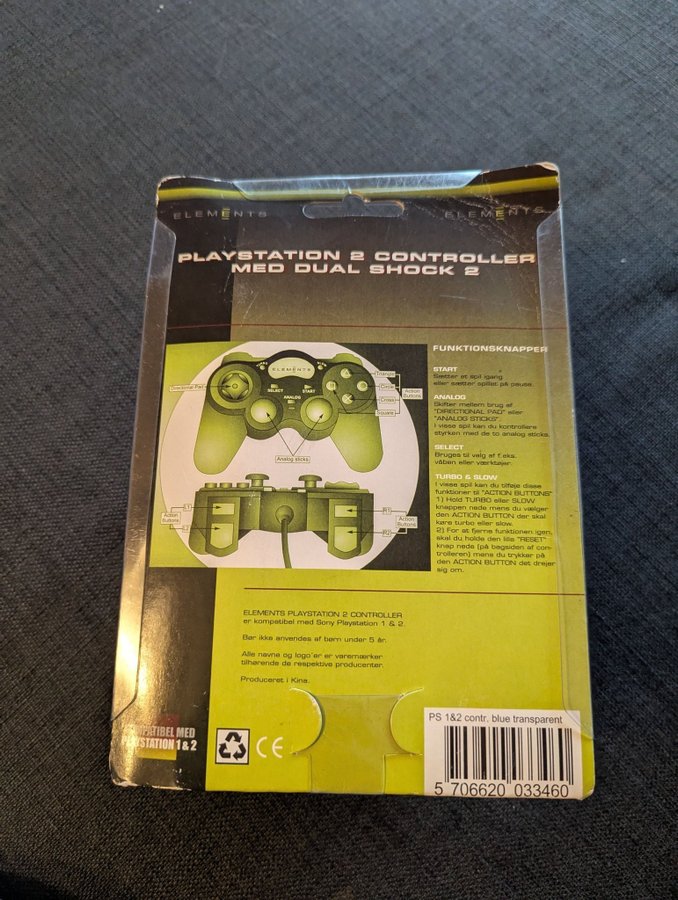 ELEMENTS
ELEMENTS
PLAYSTATION 2 CONTROLLER
MED DUAL SHOCK 2
FUNKTIONSKNAPPER
START
Sætter et spil igang
eller sætter spillet på pause.
ANALOG
Skifter mellem brug af
"DIRECTIONAL PAD" eller
"ANALOG STICKS".
I visse spil kan du kontrollere
styrken med de to analog sticks.
SELECT
Bruges til valg af f.eks.
våben eller værktøjer.
TURBO & SLOW
I visse spil kan du tilføje disse
funktioner til "ACTION BUTTONS"
1) Hold TURBO eller SLOW
knappen nede mens du vælger
den ACTION BUTTON der skal
køre turbo eller slow.
2) For at fjerne funktionen igen,
skal du holde den lille "RESET"
knap nede (på bagsiden af con-
trolleren) mens du trykker på
den ACTION BUTTON det drejer
sig om.
ELEMENTS
Directional Pad
SELECT
START
ANALOG
Triangle
Circle
Cross
Square
Action
Buttons
Analog sticks
Action
Buttons
L1
R1
R2
Action
Buttons
ELEMENTS PLAYSTATION 2 CONTROLLER
er kompatibel med Sony Playstation 1 & 2.
Bør ikke anvendes af børn under 5 år.
Alle navne og logo'er er varemærker
tilhørende de respektive producenter.
Produceret i Kina.
MED
PLAYSTATION 1 & 2
CE
PS 1&2 contr. blue transparent
5 706620 033460